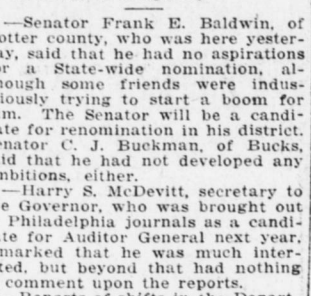 —Senator Frank E. Baldwin, of
otter county, who was here yester-
ay, said that he had no aspirations
or a State-wide nomination, al-
hough some friends were indus-
iously trying to start a boom for
m. The Senator will be a candi-
ate for renomination in his district.
enator C. J. Buckman, of Bucks,
id that he had not developed any
mbitions, either.
—Harry S. McDevitt, secretary to
e Governor, who was brought out
Philadelphia journals as a candi-
te for Auditor General next year,
marked that he was much inter-
ted, but beyond that had nothing
comment upon the reports.